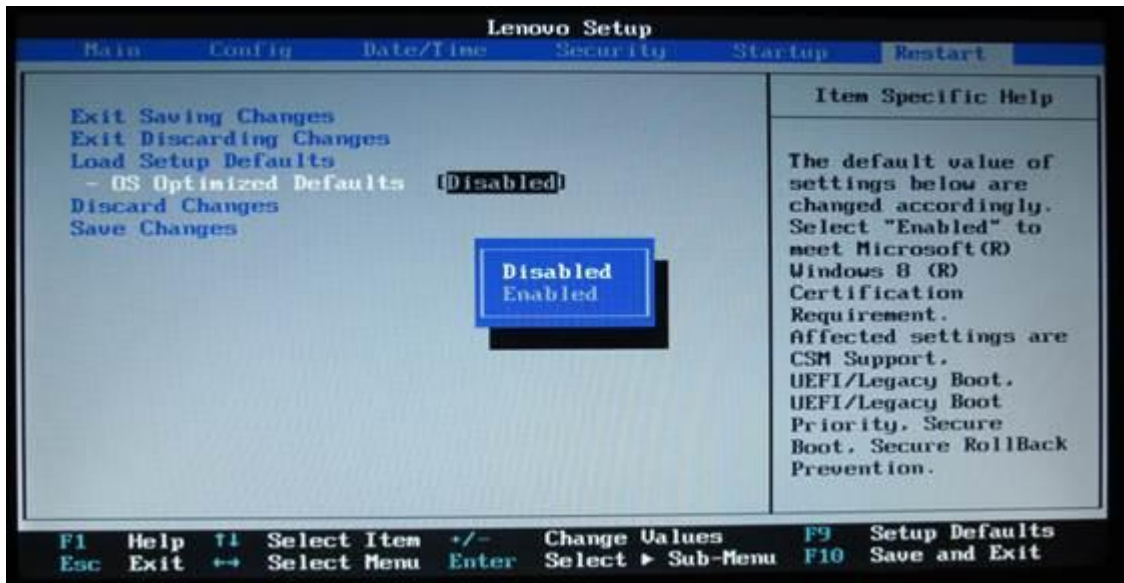 Lenovo Setup
Main Config Date/Time Security Startup Restart
Exit Saving Changes
Exit Discarding Changes
Load Setup Defaults
- OS Optimized Defaults [Disabled]
Discard Changes
Save Changes
Disabled
Enabled
Item Specific Help
The default value of
settings below are
changed accordingly.
Select "Enabled" to
meet Microsoft(R)
Windows 8 (R)
Certification
Requirement.
Affected settings are
CSM Support,
UEFI/Legacy Boot,
UEFI/Legacy Boot
Priority, Secure
Boot, Secure RollBack
Prevention.
F1 Help ↑↓ Select Item +/- Change Values F9 Setup Defaults
Esc Exit ↔ Select Menu Enter Select ▶ Sub-Menu F10 Save and Exit